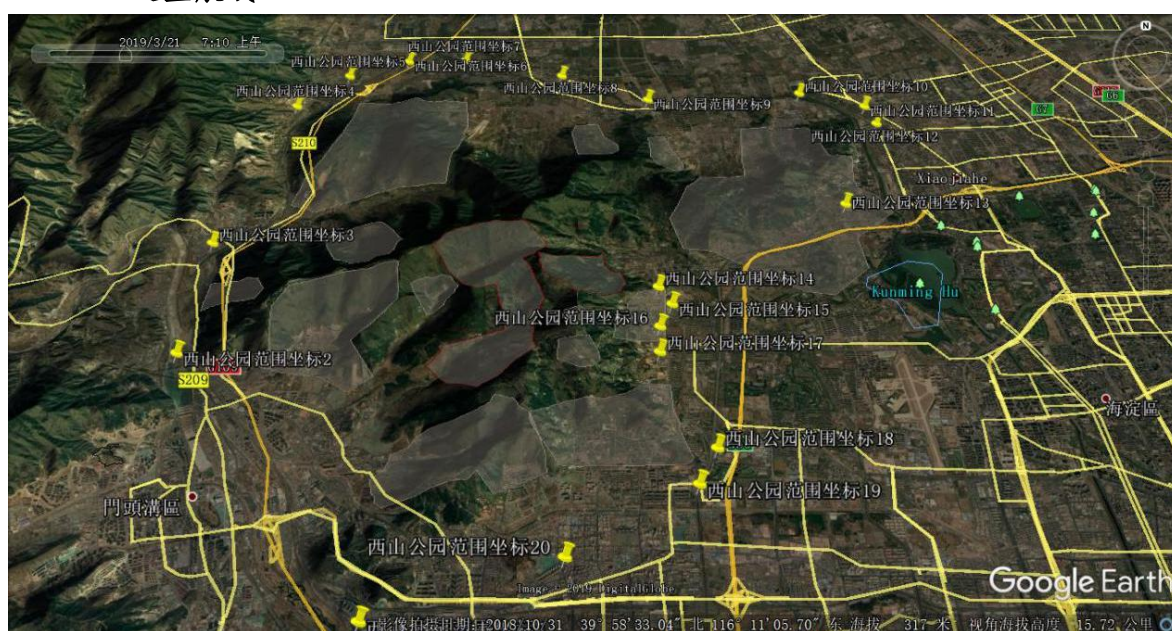 2019/3/21 7:10 上午
N
西山公园范围坐标7
西山公园范围坐标5
西山公园范围坐标6
西山公园范围坐标4
西山公园范围坐标8
西山公园范围坐标9
西山公园范围坐标10
西山公园范围坐标11
西山公园范围坐标12
G7
G6
S210
Xiaojiahe
西山公园范围坐标13
西山公园范围坐标3
西山公园范围坐标14
Kunming Hu
西山公园范围坐标15
西山公园范围坐标16
西山公园范围坐标17
西山公园范围坐标2
S209
海淀區
西山公园范围坐标18
西山公园范围坐标19
門頭溝區
西山公园范围坐标20
Image © 2019 DigitalGlobe
Google Earth
影像拍摄日期: 2018/10/31 39°58'33.04" 北 116°11'05.70" 东 海拔 317 米 视角海拔高度 15.72 公里